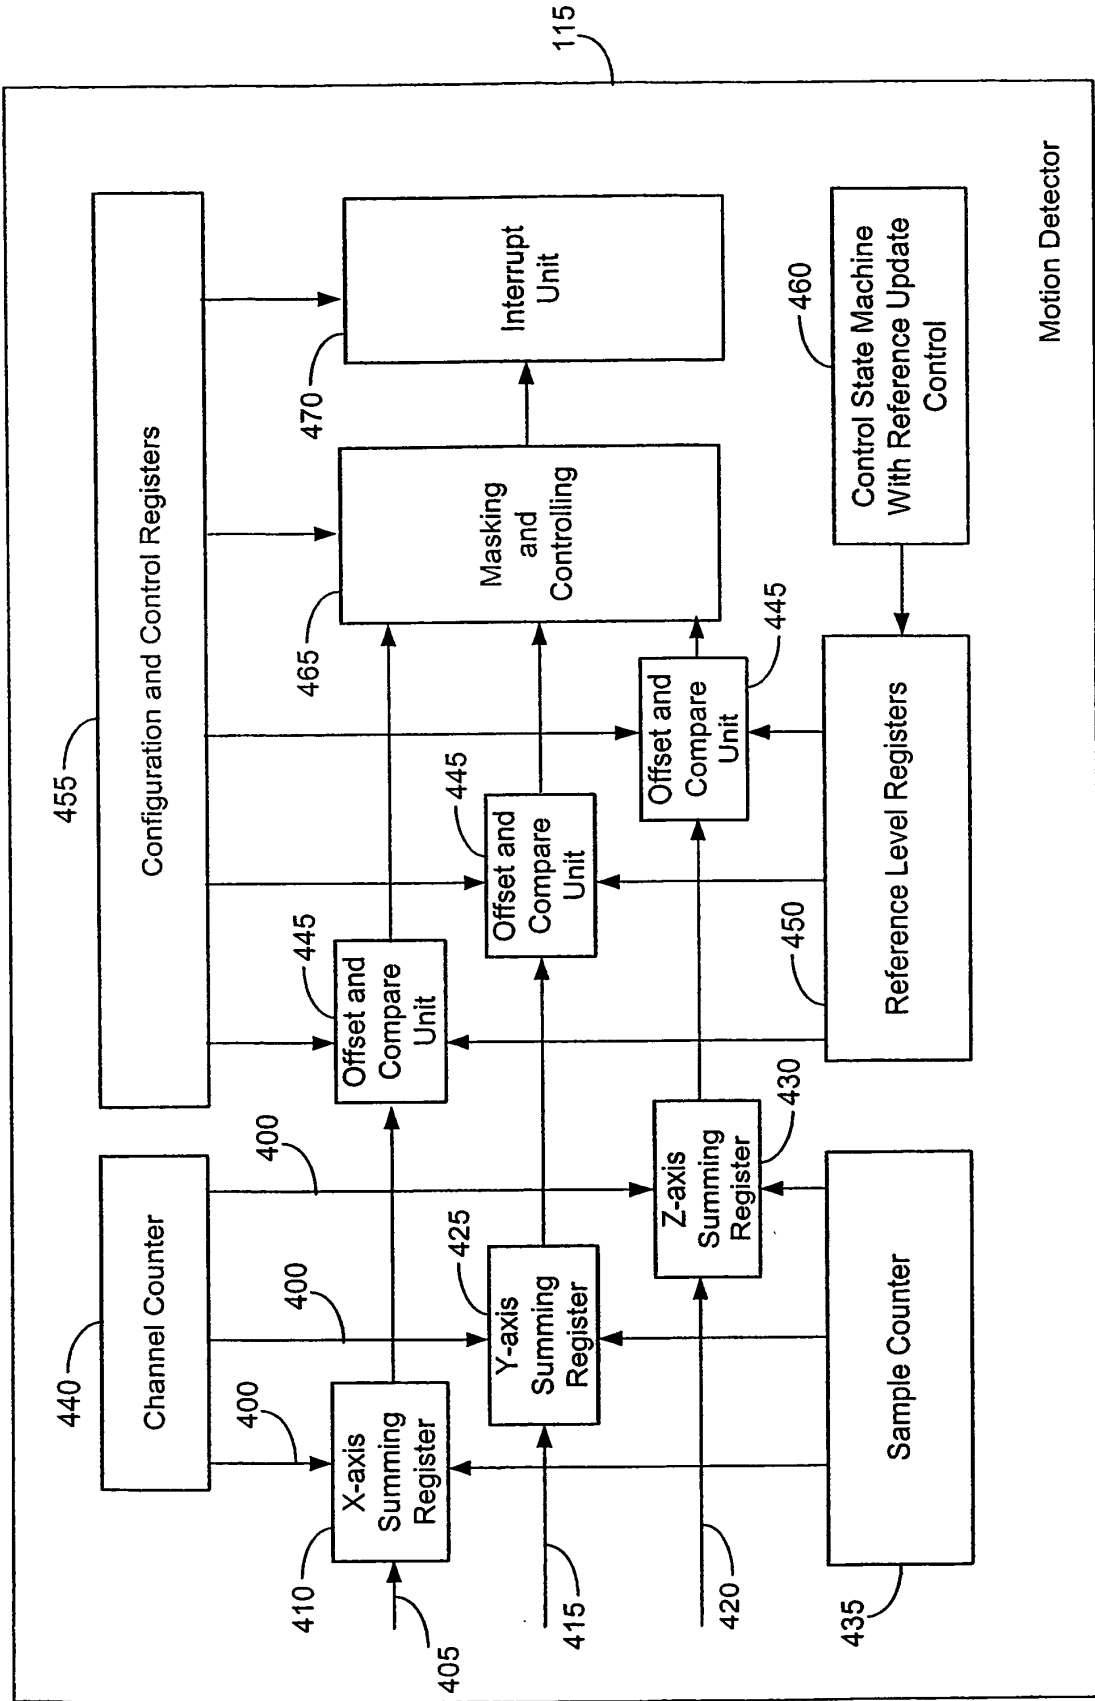 115
440
Channel Counter
455
Configuration and Control Registers
400
400
400
410
X-axis
Summing
Register
405
445
Offset and
Compare
Unit
465
Masking
and
Controlling
470
Interrupt
Unit
425
Y-axis
Summing
Register
415
445
Offset and
Compare
Unit
430
Z-axis
Summing
Register
420
445
Offset and
Compare
Unit
435
Sample Counter
450
Reference Level Registers
460
Control State Machine
With Reference Update
Control
Motion Detector